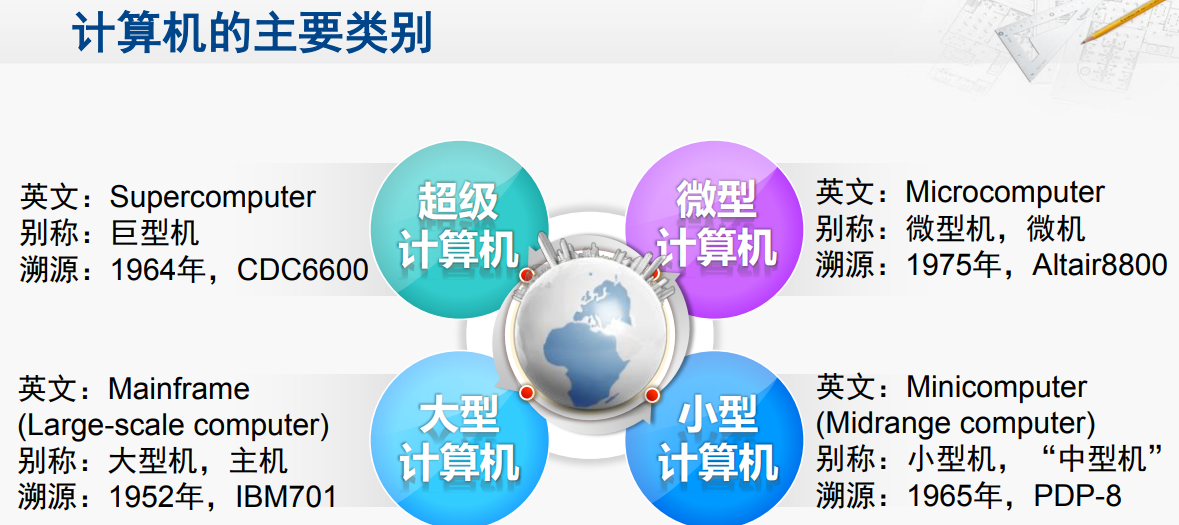 计算机的主要类别
英文：Supercomputer
别称：巨型机
溯源：1964年，CDC6600
超级
计算机
微型
计算机
英文：Microcomputer
别称：微型机，微机
溯源：1975年，Altair8800
英文：Mainframe
(Large-scale computer)
别称：大型机，主机
溯源：1952年，IBM701
大型
计算机
小型
计算机
英文：Minicomputer
(Midrange computer)
别称：小型机，“中型机”
溯源：1965年，PDP-8